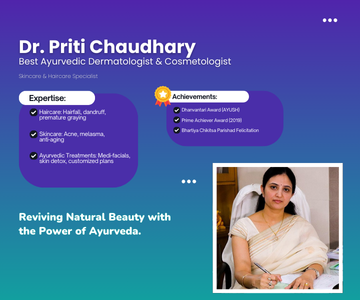 Dr. Priti Chaudhary
Best Ayurvedic Dermatologist & Cosmetologist
Skincare & Haircare Specialist
Expertise:
Haircare: Hairfall, dandruff,
premature graying
Skincare: Acne, melasma,
anti-aging
Ayurvedic Treatments: Medi-facials,
skin detox, customized plans
Achievements:
Dhanvantari Award (AYUSH)
Prime Achiever Award (2019)
Bhartiya Chikitsa Parishad Felicitation
Reviving Natural Beauty with
the Power of Ayurveda.